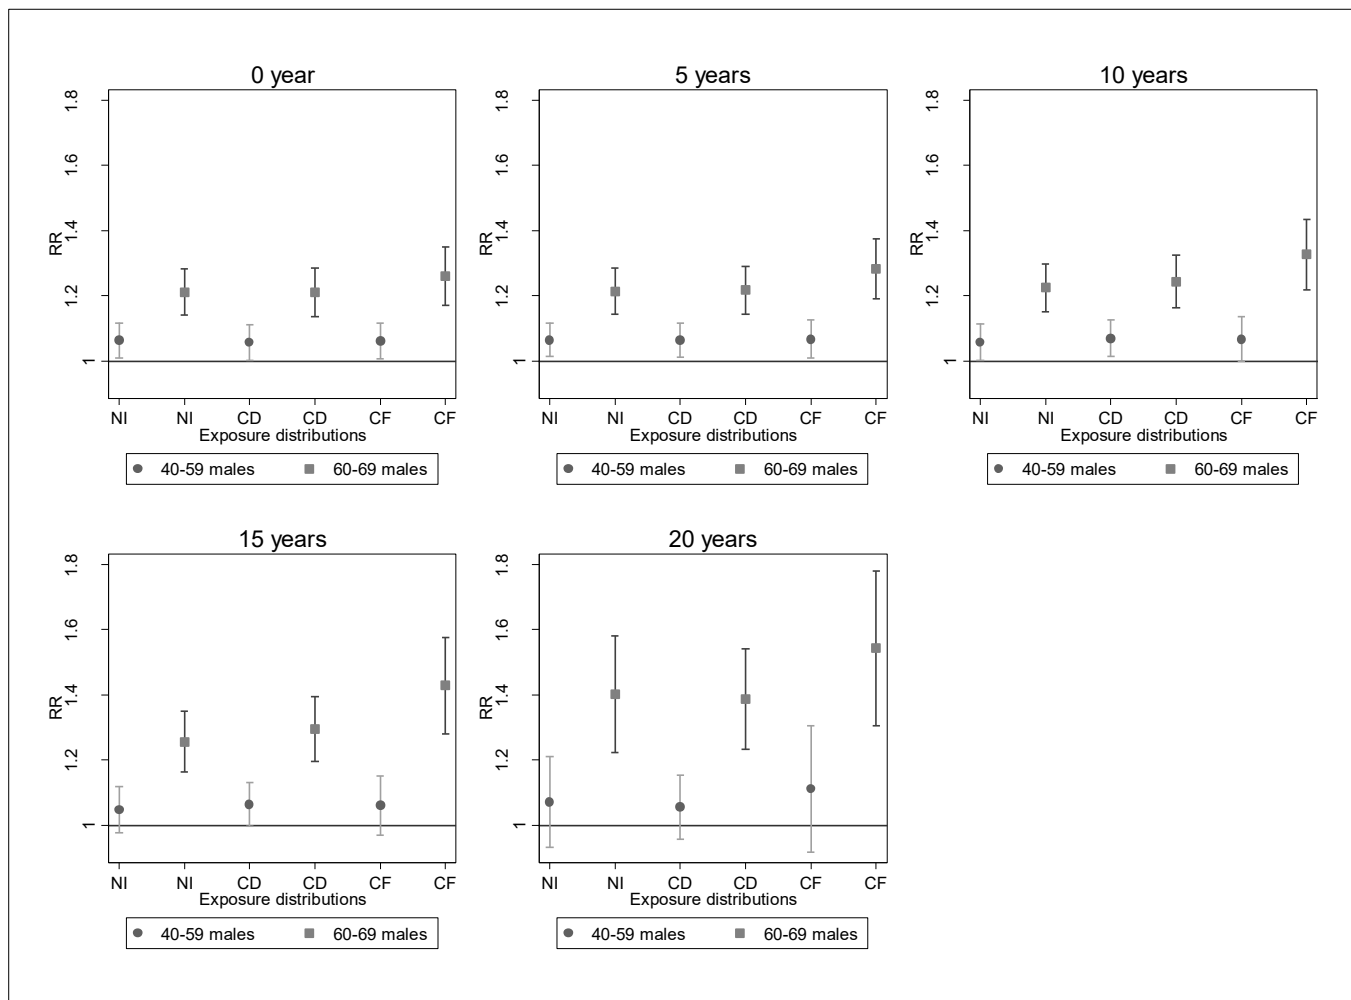 0 year
1.8
1.6
1.4
1.2
1
RR
NI NI CD CD CF CF
Exposure distributions
40-59 males 60-69 males
5 years
1.8
1.6
1.4
1.2
1
RR
NI NI CD CD CF CF
Exposure distributions
40-59 males 60-69 males
10 years
1.8
1.6
1.4
1.2
1
RR
NI NI CD CD CF CF
Exposure distributions
40-59 males 60-69 males
15 years
1.8
1.6
1.4
1.2
1
RR
NI NI CD CD CF CF
Exposure distributions
40-59 males 60-69 males
20 years
1.8
1.6
1.4
1.2
1
RR
NI NI CD CD CF CF
Exposure distributions
40-59 males 60-69 males